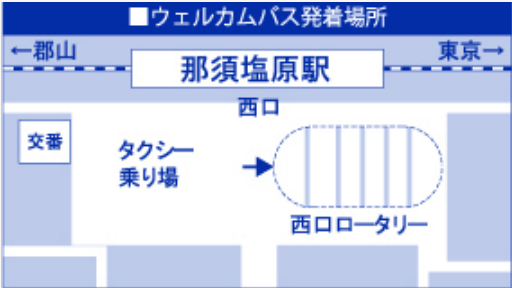 ■ウェルカムバス発着場所
←郡山
東京→
那須塩原駅
西口
交番
タクシー
乗り場
西口ロータリー